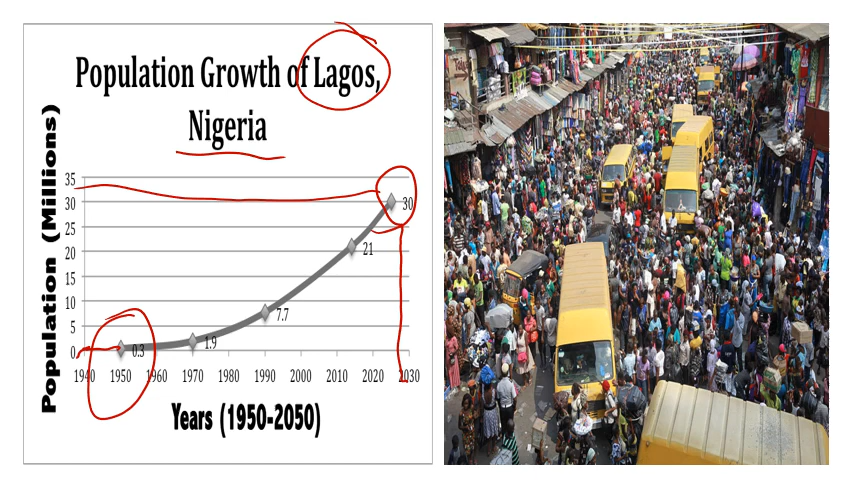 Population Growth of Lagos,
Nigeria
Population (Millions)
35
30
25
20
15
10
5
0
0.3
1.9
7.7
21
30
1940 1950 1960 1970 1980 1990 2000 2010 2020 2030
Years (1950-2050)